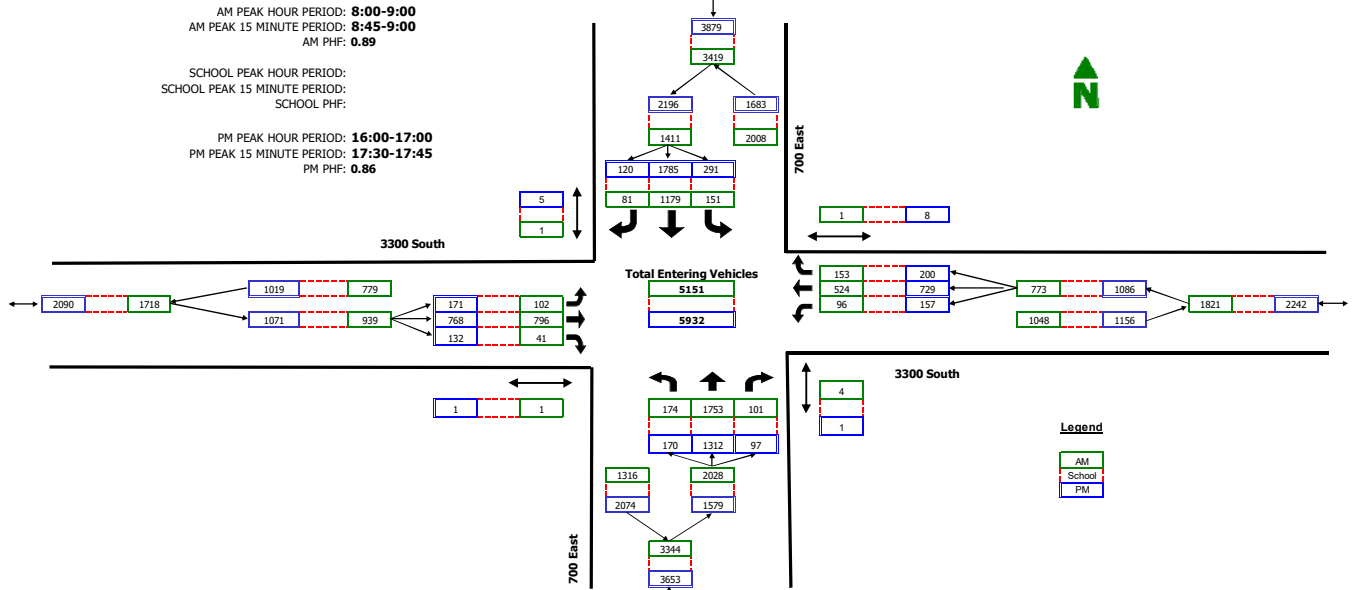 AM PEAK HOUR PERIOD: 8:00-9:00
AM PEAK 15 MINUTE PERIOD: 8:45-9:00
AM PHF: 0.89
SCHOOL PEAK HOUR PERIOD:
SCHOOL PEAK 15 MINUTE PERIOD:
SCHOOL PHF:
PM PEAK HOUR PERIOD: 16:00-17:00
PM PEAK 15 MINUTE PERIOD: 17:30-17:45
PM PHF: 0.86
3879
3419
N
2196 1683
1411 2008
700 East
120 1785 291
81 1179 151
5
1
1 8
3300 South
Total Entering Vehicles
5151
5932
2090 1718
1019 779
1071 939
171 102
768 796
132 41
153 200
524 729
96 157
773 1086
1048 1156
1821 2242
3300 South
1 1
174 1753 101
170 1312 97
4
1
1316 2028
2074 1579
3344
3653
700 East
Legend
AM
School
PM